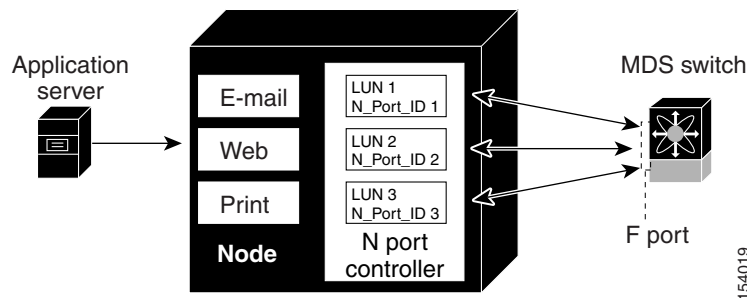 Application
server
E-mail
Web
Print
Node
LUN 1
N_Port_ID 1
LUN 2
N_Port_ID 2
LUN 3
N_Port_ID 3
N port
controller
MDS switch
F port
154019